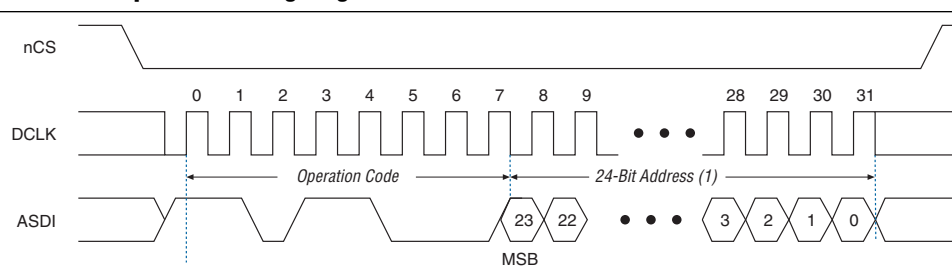 nCS
0 1 2 3 4 5 6 7 8 9 28 29 30 31
DCLK
Operation Code 24-Bit Address (1)
ASDI 23 22 3 2 1 0
MSB